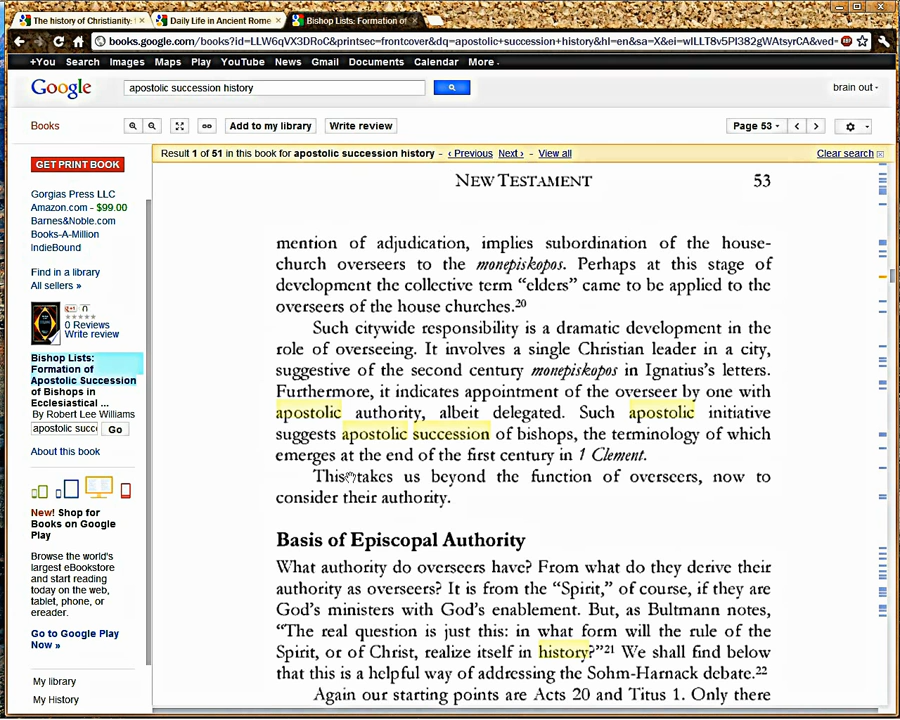 The history of Christianity:
Daily Life in Ancient Rome
Bishop Lists: Formation of
books.google.com/books?id=LLW6qVX3DRoC&printsec=frontcover&dq=apostolic+succession+history&hl=en&sa=X&ei=wILLT8v5PI382gWAtsyrCA&ved=
+You Search Images Maps Play YouTube News Gmail Documents Calendar More
Google
apostolic succession history
brain out
Books
Add to my library
Write review
Page 53
GET PRINT BOOK
Result 1 of 51 in this book for apostolic succession history - ‹ Previous Next › - View all
Clear search
Gorgias Press LLC
Amazon.com - $99.00
Barnes&Noble.com
Books-A-Million
IndieBound
Find in a library
All sellers »
0
0 Reviews
Write review
Bishop Lists:
Formation of
Apostolic Succession
of Bishops in
Ecclesiastical ...
By Robert Lee Williams
apostolic succ
Go
About this book
New! Shop for
Books on Google
Play
Browse the world's
largest eBookstore
and start reading
today on the web,
tablet, phone, or
ereader.
Go to Google Play
Now »
My library
My History
NEW TESTAMENT 53
mention of adjudication, implies subordination of the house-
church overseers to the monepiskopos. Perhaps at this stage of
development the collective term “elders” came to be applied to the
overseers of the house churches.20
Such citywide responsibility is a dramatic development in the
role of overseeing. It involves a single Christian leader in a city,
suggestive of the second century monepiskopos in Ignatius’s letters.
Furthermore, it indicates appointment of the overseer by one with
apostolic authority, albeit delegated. Such apostolic initiative
suggests apostolic succession of bishops, the terminology of which
emerges at the end of the first century in 1 Clement.
This takes us beyond the function of overseers, now to
consider their authority.
Basis of Episcopal Authority
What authority do overseers have? From what do they derive their
authority as overseers? It is from the “Spirit,” of course, if they are
God’s ministers with God’s enablement. But, as Bultmann notes,
“The real question is just this: in what form will the rule of the
Spirit, or of Christ, realize itself in history?”21 We shall find below
that this is a helpful way of addressing the Sohm-Harnack debate.22
Again our starting points are Acts 20 and Titus 1. Only there